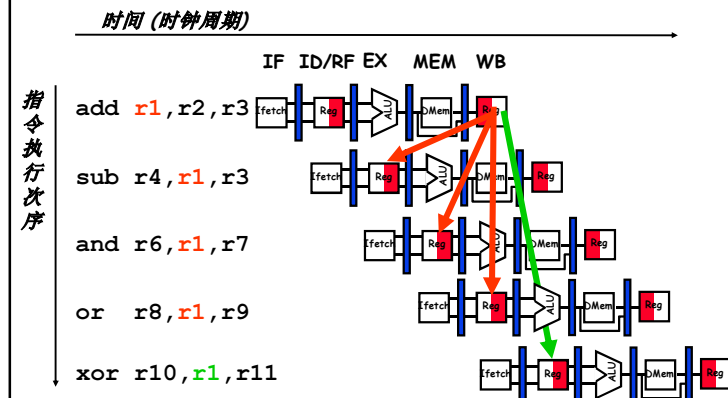 时间 (时钟周期)
IF ID/RF EX MEM WB
指令执行次序
add r1,r2,r3 Ifetch Reg ALU DMem Reg
sub r4,r1,r3 Ifetch Reg ALU DMem Reg
and r6,r1,r7 Ifetch Reg ALU DMem Reg
or r8,r1,r9 Ifetch Reg ALU DMem Reg
xor r10,r1,r11 Ifetch Reg ALU DMem Reg